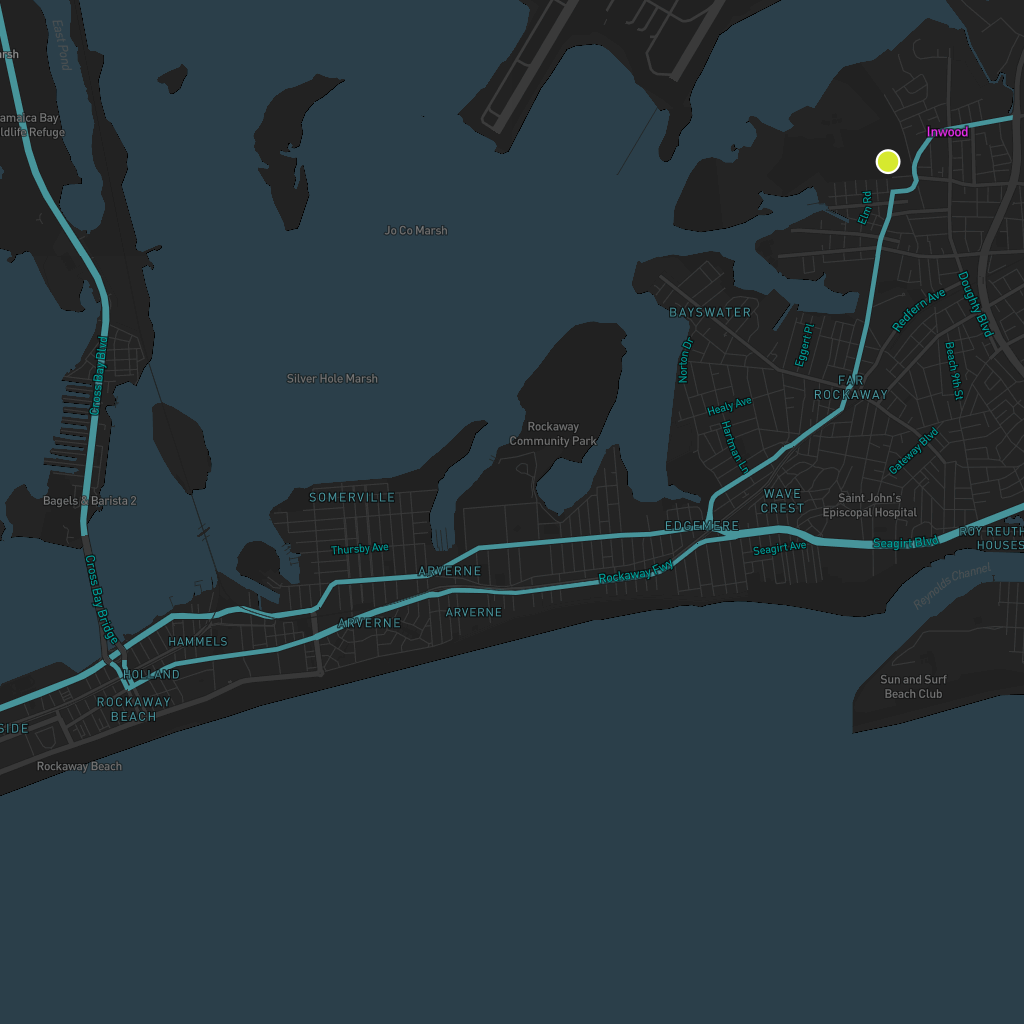 East Pond
arsh
amaica Bay
ldlife Refuge
Inwood
Elm Rd
Jo Co Marsh
Doughty Blvd
Redfern Ave
BAYSWATER
Eggert Pl
Norton Dr
Beach 9th St
Cross Bay Blvd
Silver Hole Marsh
FAR
ROCKAWAY
Healy Ave
Rockaway
Community Park
Hartman Ln
Gateway Blvd
Bagels & Barista 2
SOMERVILLE
WAVE
CREST
Saint John's
Episcopal Hospital
EDGEMERE
ROY REUTH
HOUSES
Seagirt Blvd
Thursby Ave
Seagirt Ave
Cross Bay Bridge
ARVERNE
Rockaway Fwy
Reynolds Channel
ARVERNE
ARVERNE
HAMMELS
HOLLAND
Sun and Surf
Beach Club
ROCKAWAY
BEACH
SIDE
Rockaway Beach